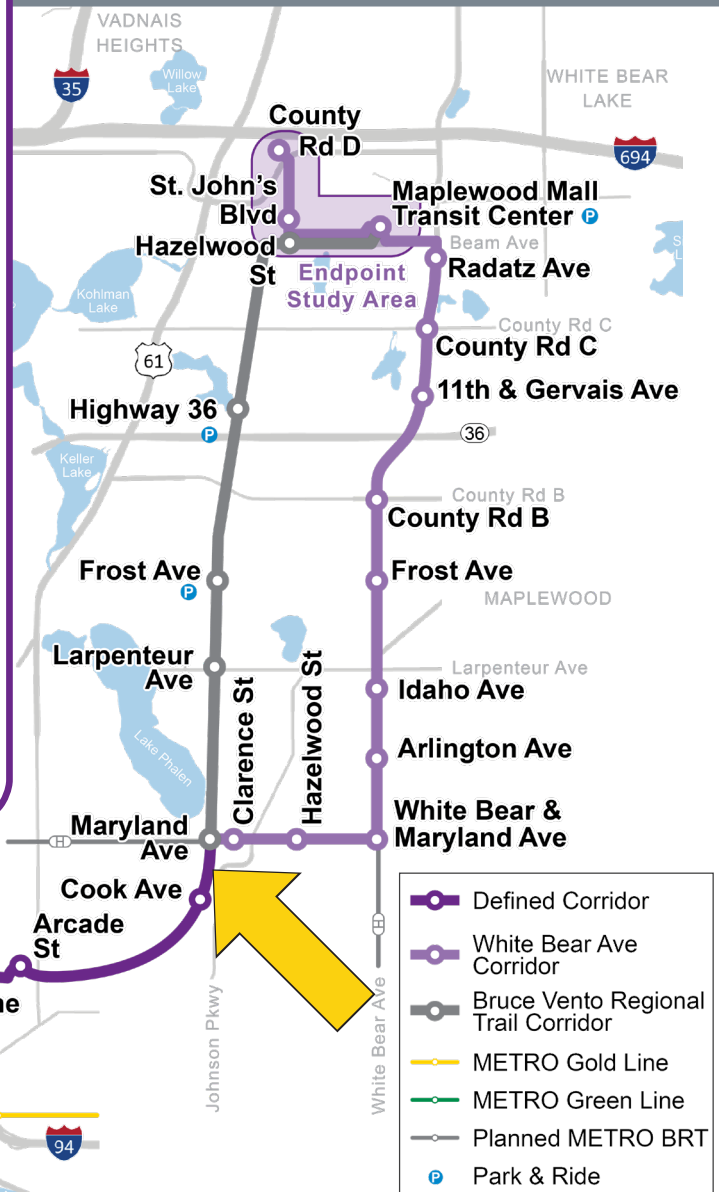 VADNAIS
HEIGHTS
35
Willow
Lake
WHITE BEAR
LAKE
694
County
Rd D
St. John's
Blvd
Maplewood Mall
Transit Center P
Hazelwood
St
Beam Ave
Endpoint
Study Area
Radatz Ave
Kohlman
Lake
County Rd C
County Rd C
61
11th & Gervais Ave
Highway 36
P
36
Keller
Lake
County Rd B
County Rd B
Frost Ave
P
Frost Ave
MAPLEWOOD
Larpenteur
Ave
Larpenteur Ave
Idaho Ave
Clarence St
Hazelwood St
Lake Phalen
Arlington Ave
Maryland
Ave
H
White Bear &
Maryland Ave
Cook Ave
Arcade
St
H
Johnson Pkwy
White Bear Ave
94
Defined Corridor
White Bear Ave
Corridor
Bruce Vento Regional
Trail Corridor
METRO Gold Line
METRO Green Line
Planned METRO BRT
P Park & Ride